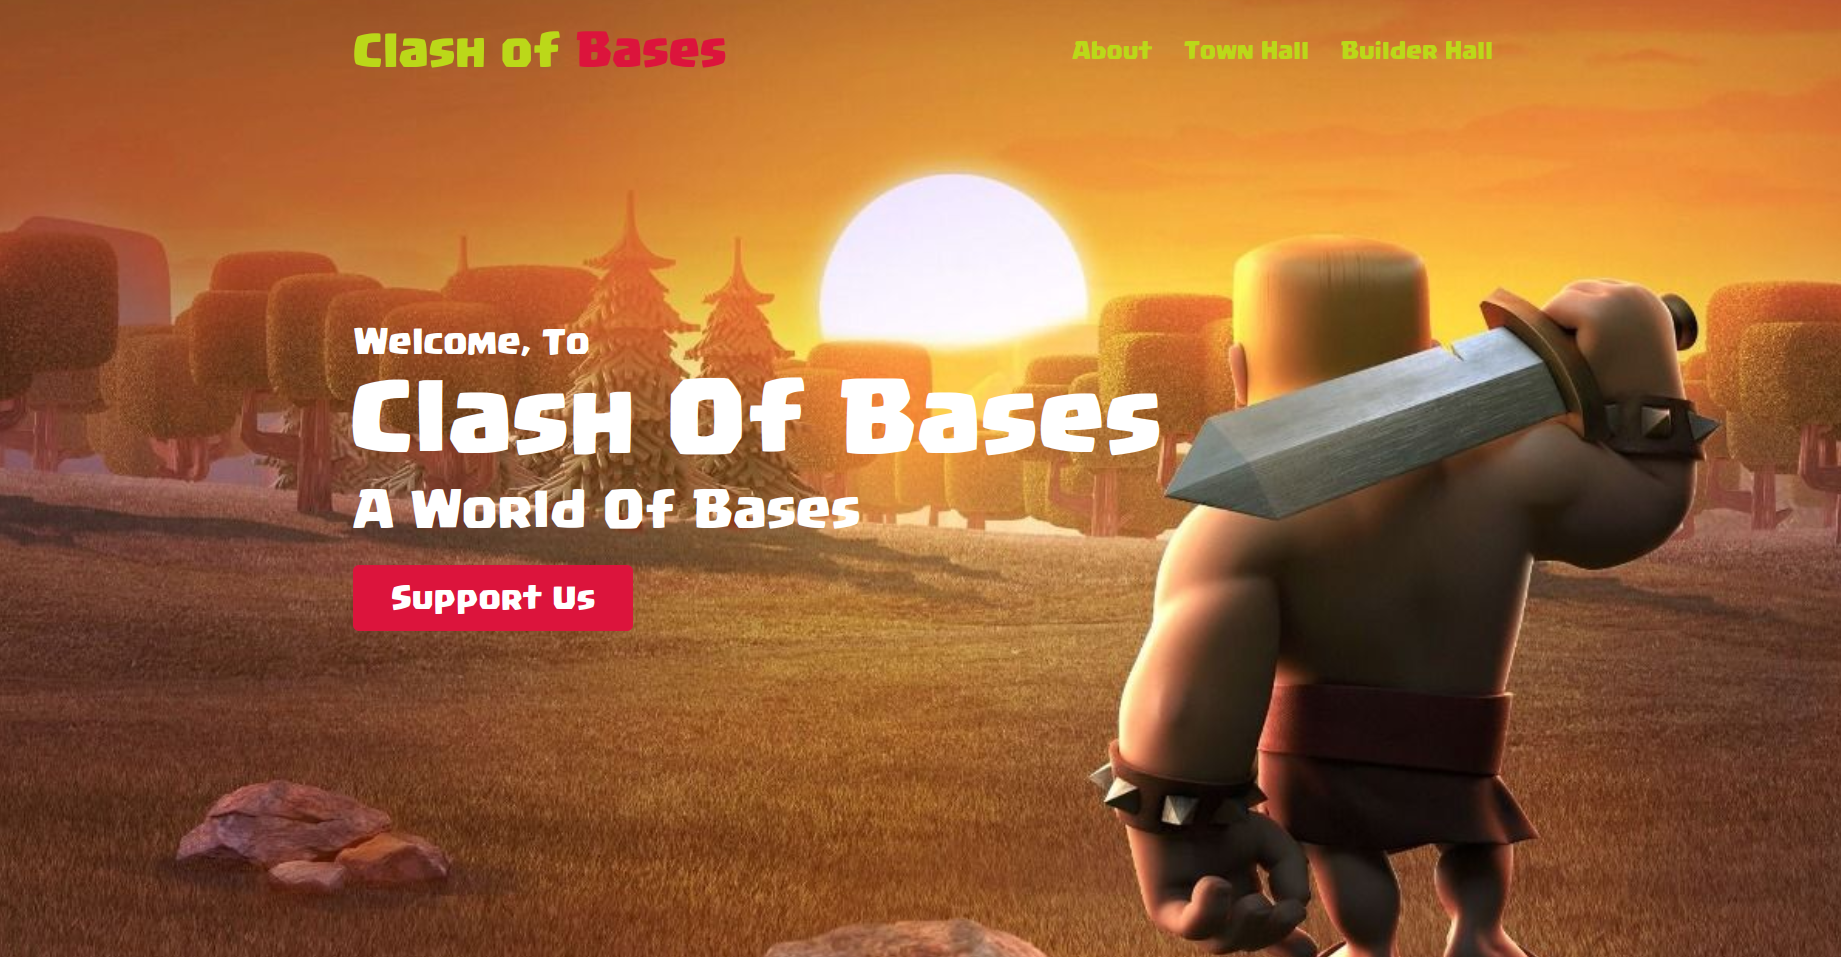 Clash of Bases
About Town Hall Builder Hall
Welcome, To
Clash Of Bases
A World Of Bases
Support Us